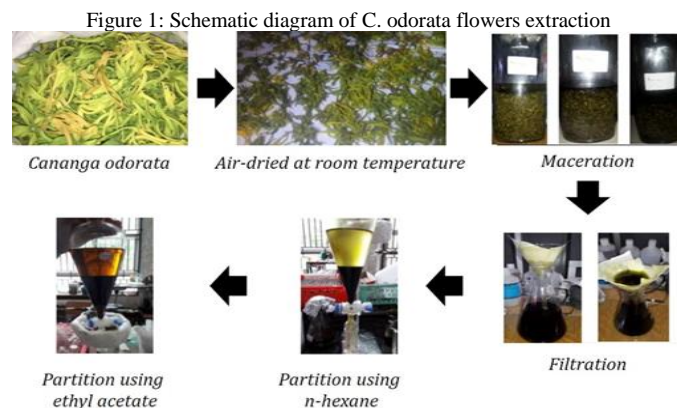 Figure 1: Schematic diagram of C. odorata flowers extraction
Cananga odorata
Air-dried at room temperature
Maceration
Filtration
Partition using
n-hexane
Partition using
ethyl acetate